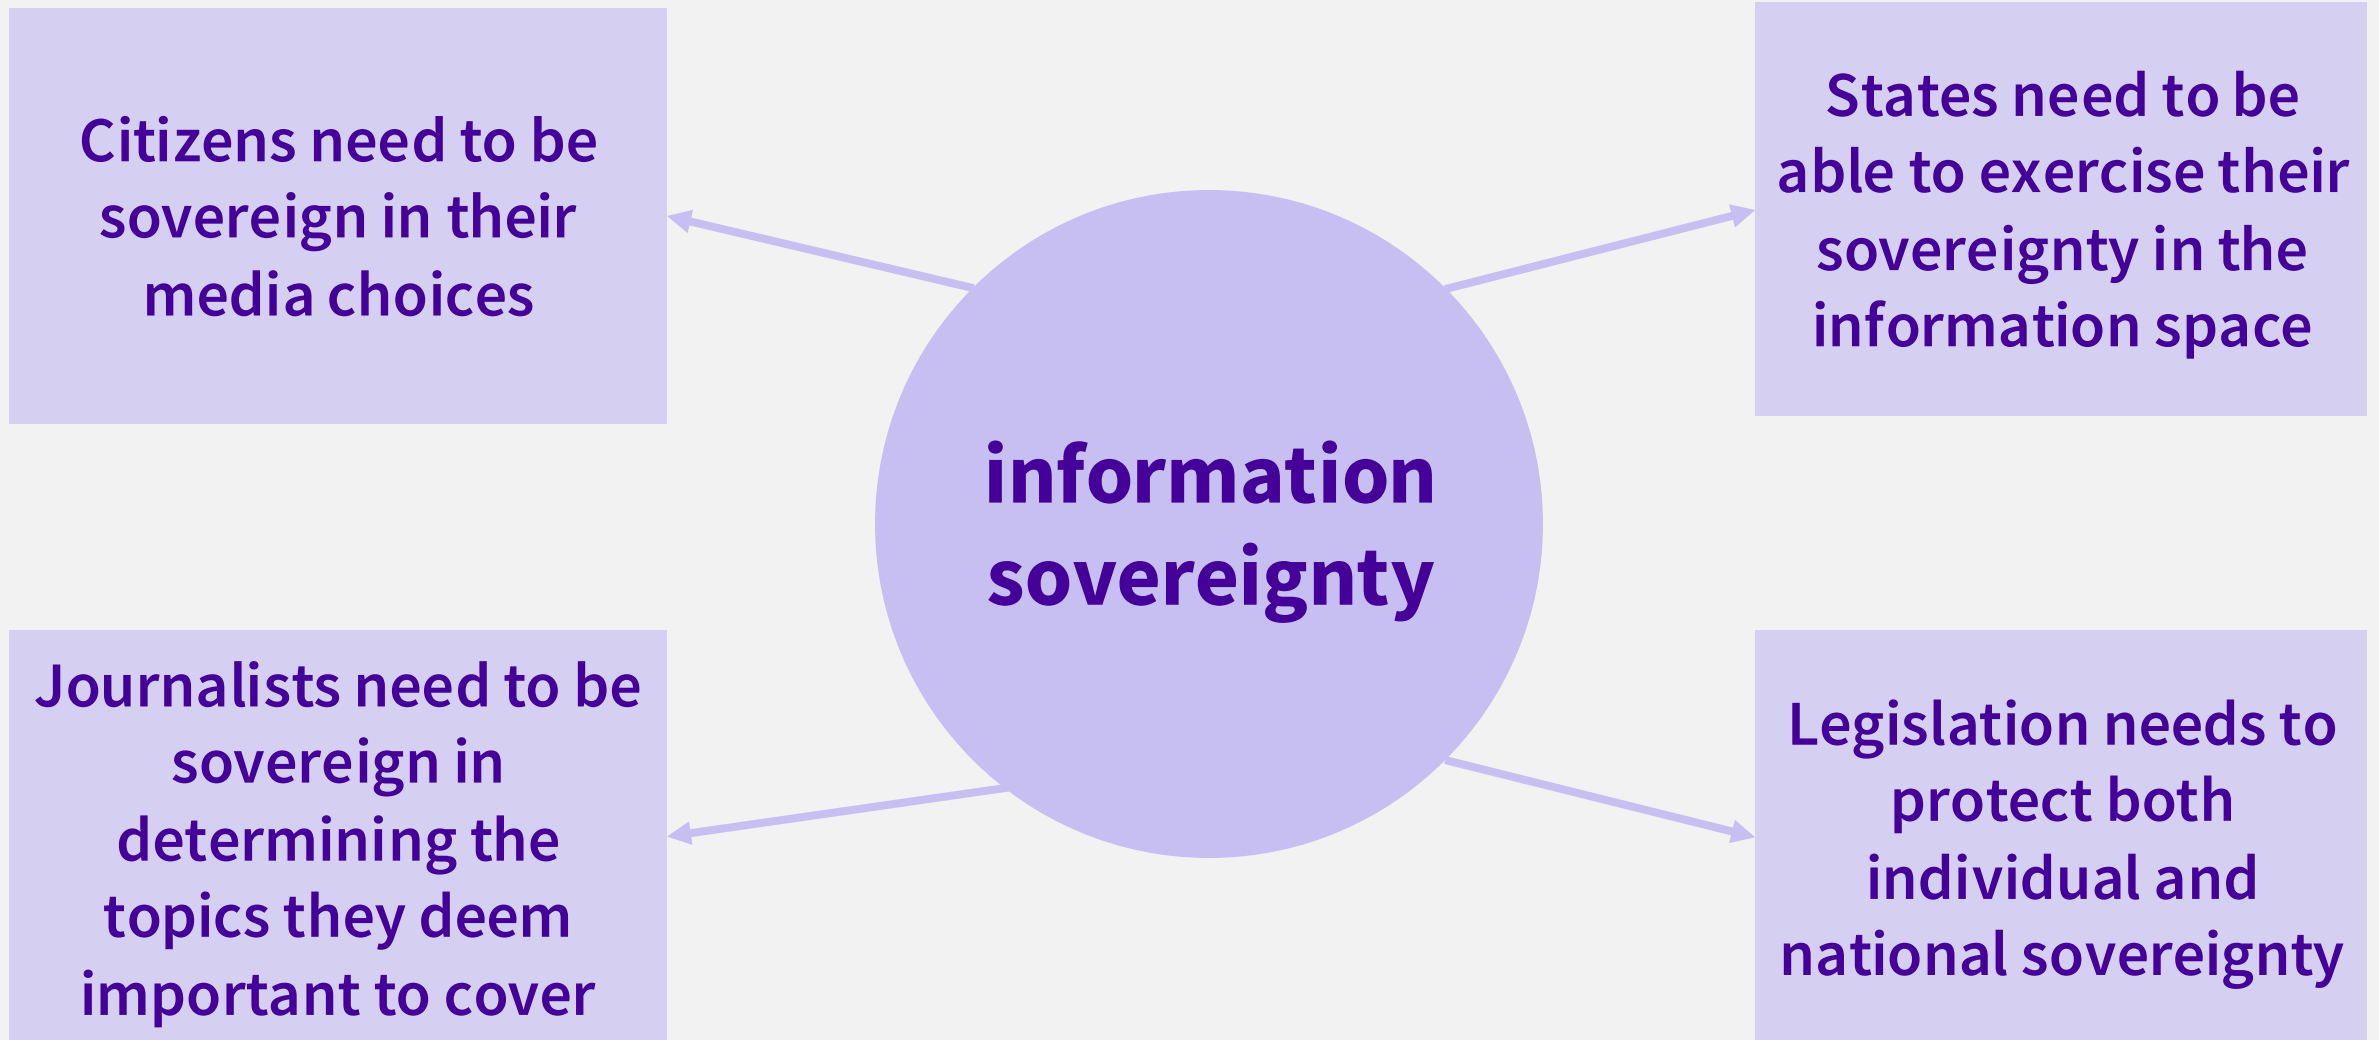 Citizens need to be
sovereign in their
media choices
States need to be
able to exercise their
sovereignty in the
information space
information
sovereignty
Journalists need to be
sovereign in
determining the
topics they deem
important to cover
Legislation needs to
protect both
individual and
national sovereignty